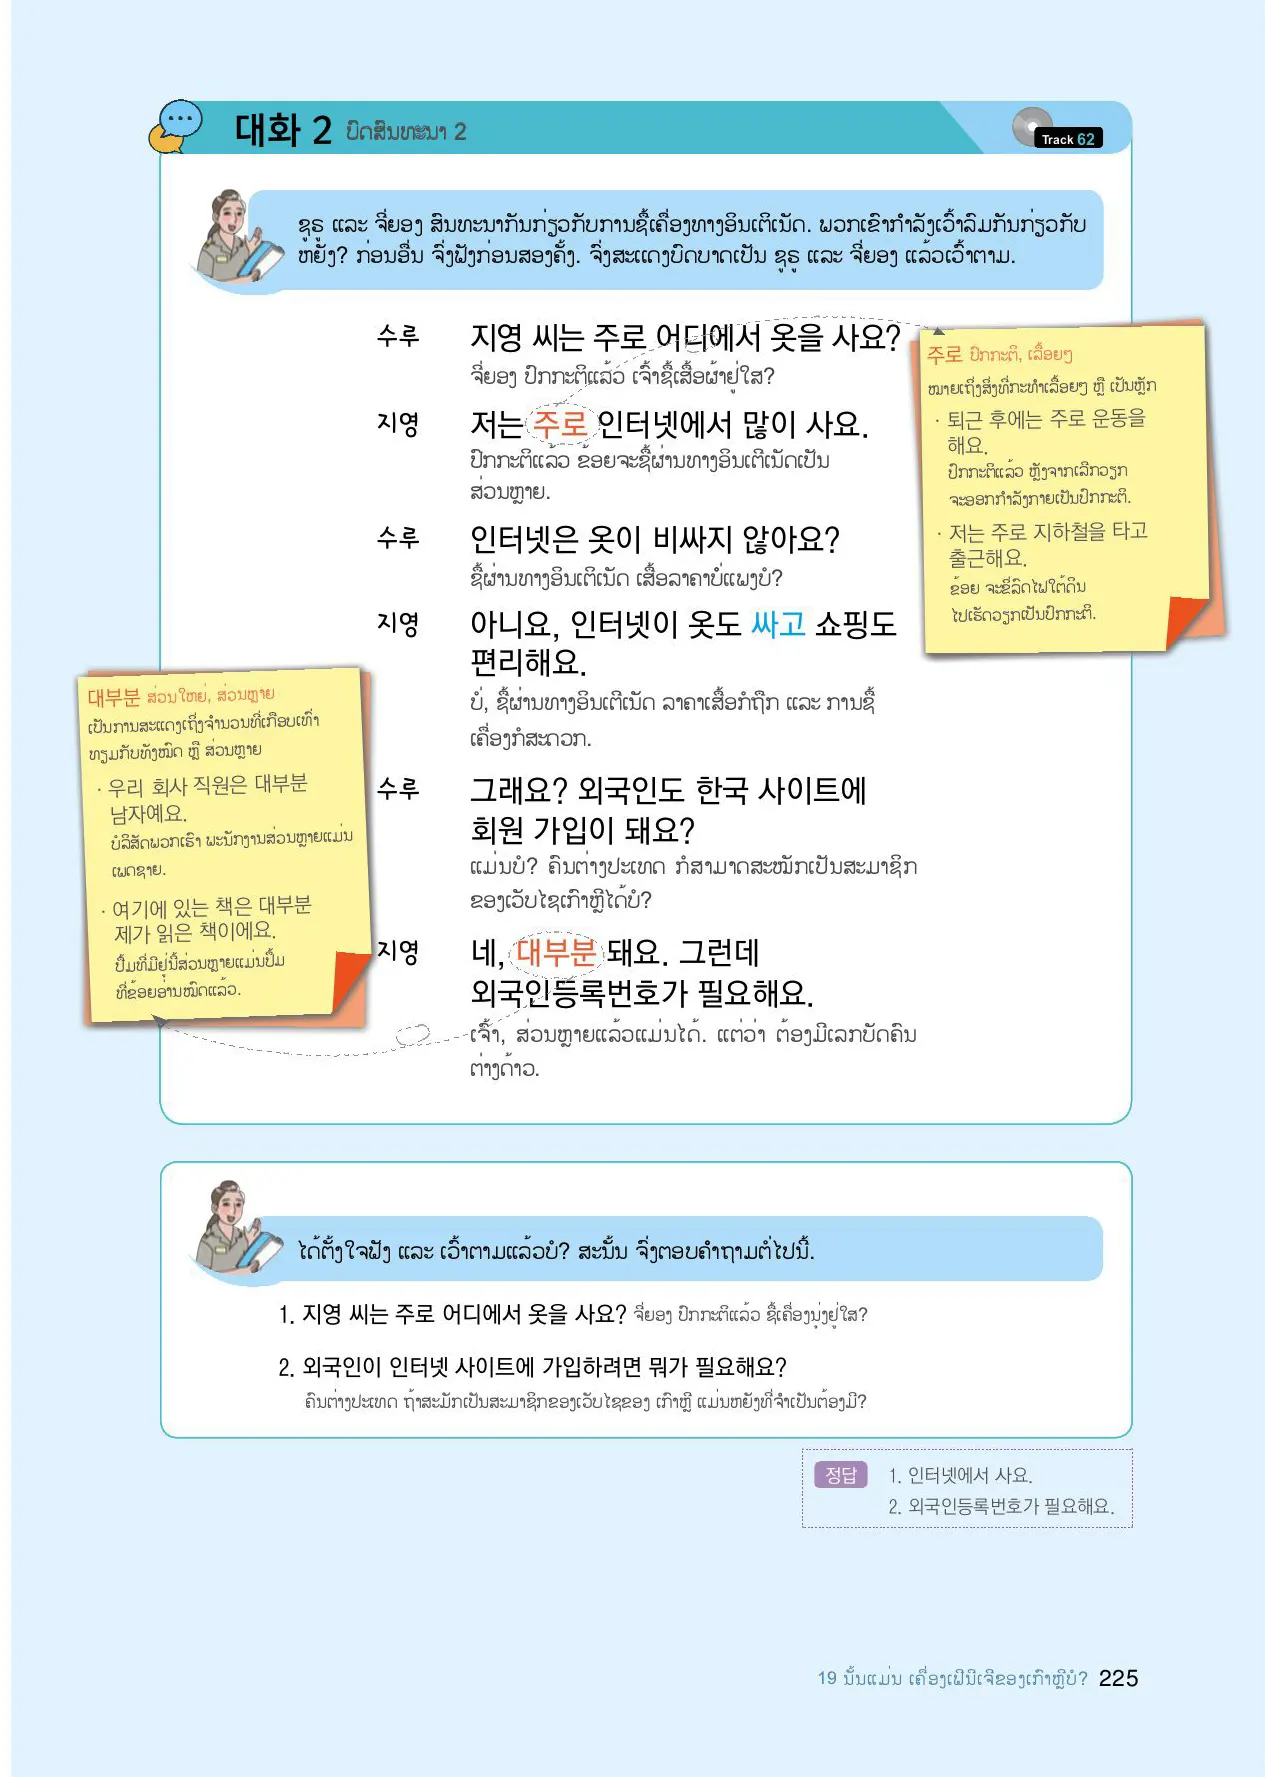 대화 2 ບົດສົນທະນາ 2
Track 62
ຊູຣູ ແລະ ຈີ່ຍອງ ສົນທະນາກັນກ່ຽວກັບການຊື້ເຄື່ອງທາງອິນເຕີເນັດ. ພວກເຂົາກຳລັງເວົ້າລົມກັນກ່ຽວກັບ
ຫຍັງ? ກ່ອນອື່ນ ຈົ່ງຟັງກ່ອນສອງຄັ້ງ. ຈົ່ງສະແດງບົດບາດເປັນ ຊູຣູ ແລະ ຈີ່ຍອງ ແລ້ວເວົ້າຕາມ.
수루 지영 씨는 주로 어디에서 옷을 사요?
ຈີ່ຍອງ ປົກກະຕິແລ້ວ ເຈົ້າຊື້ເສື້ອຜ້າຢູ່ໃສ?
지영 저는 주로 인터넷에서 많이 사요.
ປົກກະຕິແລ້ວ ຂ້ອຍຈະຊື້ຜ່ານທາງອິນເຕີເນັດເປັນ
ສ່ວນຫຼາຍ.
수루 인터넷은 옷이 비싸지 않아요?
ຊື້ຜ່ານທາງອິນເຕີເນັດ ເສື້ອລາຄາບໍ່ແພງບໍ?
지영 아니요, 인터넷이 옷도 싸고 쇼핑도
편리해요.
ບໍ່, ຊື້ຜ່ານທາງອິນເຕີເນັດ ລາຄາເສື້ອກໍຖືກ ແລະ ການຊື້
ເຄື່ອງກໍສະດວກ.
수루 그래요? 외국인도 한국 사이트에
회원 가입이 돼요?
ແມ່ນບໍ? ຄົນຕ່າງປະເທດ ກໍສາມາດສະໝັກເປັນສະມາຊິກ
ຂອງເວັບໄຊເກົາຫຼີໄດ້ບໍ?
지영 네, 대부분 돼요. 그런데
외국인등록번호가 필요해요.
ເຈົ້າ, ສ່ວນຫຼາຍແລ້ວແມ່ນໄດ້. ແຕ່ວ່າ ຕ້ອງມີເລກບັດຄົນ
ຕ່າງດ້າວ.
주로 ປົກກະຕິ, ເລື້ອຍໆ
ໝາຍເຖິງສິ່ງທີ່ກະທຳເລື້ອຍໆ ຫຼື ເປັນຫຼັກ
· 퇴근 후에는 주로 운동을
해요.
ປົກກະຕິແລ້ວ ຫຼັງຈາກເລີກວຽກ
ຈະອອກກຳລັງກາຍເປັນປົກກະຕິ.
· 저는 주로 지하철을 타고
출근해요.
ຂ້ອຍ ຈະຂີ່ລົດໄຟໃຕ້ດິນ
ໄປເຮັດວຽກເປັນປົກກະຕິ.
대부분 ສ່ວນໃຫຍ່, ສ່ວນຫຼາຍ
ເປັນການສະແດງເຖິງຈຳນວນທີ່ເກືອບເທົ່າ
ທຽມກັບທັງໝົດ ຫຼື ສ່ວນຫຼາຍ
· 우리 회사 직원은 대부분
남자예요.
ບໍລິສັດພວກເຮົາ ພະນັກງານສ່ວນຫຼາຍແມ່ນ
ເພດຊາຍ.
· 여기에 있는 책은 대부분
제가 읽은 책이에요.
ປຶ້ມທີ່ມີຢູ່ນີ້ສ່ວນຫຼາຍແມ່ນປຶ້ມ
ທີ່ຂ້ອຍອ່ານໝົດແລ້ວ.
ໄດ້ຕັ້ງໃຈຟັງ ແລະ ເວົ້າຕາມແລ້ວບໍ? ສະນັ້ນ ຈົ່ງຕອບຄຳຖາມຕໍ່ໄປນີ້.
1. 지영 씨는 주로 어디에서 옷을 사요? ຈີ່ຍອງ ປົກກະຕິແລ້ວ ຊື້ເຄື່ອງນຸ່ງຢູ່ໃສ?
2. 외국인이 인터넷 사이트에 가입하려면 뭐가 필요해요?
ຄົນຕ່າງປະເທດ ຖ້າສະມັກເປັນສະມາຊິກຂອງເວັບໄຊຂອງ ເກົາຫຼີ ແມ່ນຫຍັງທີ່ຈຳເປັນຕ້ອງມີ?
정답 1. 인터넷에서 사요.
2. 외국인등록번호가 필요해요.
19 ນັ້ນແມ່ນ ເຄື່ອງເຟີນີເຈີຂອງເກົາຫຼີບໍ? 225